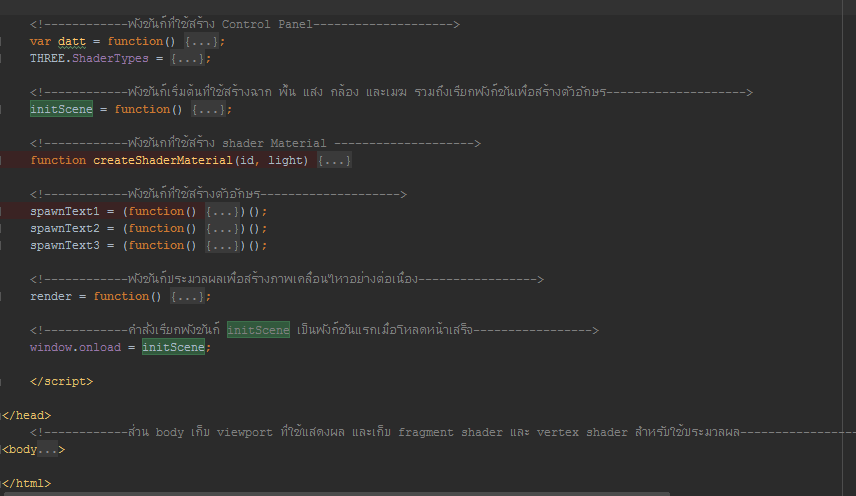 <!------------ฟังชันก์ที่ใช้สร้าง Control Panel-------------------->
var datt = function() {...};
THREE.ShaderTypes = {...};
<!------------ฟังชันก์เริ่มต้นที่ใช้สร้างฉาก พื้น แสง กล้อง และเมฆ รวมถึงเรียกฟังก์ชันเพื่อสร้างตัวอักษร-------------------->
initScene = function() {...};
<!------------ฟังชันกที่ใช้สร้าง shader Material -------------------->
function createShaderMaterial(id, light) {...}
<!------------ฟังชันก์ที่ใช้สร้างตัวอักษร-------------------->
spawnText1 = (function() {...})();
spawnText2 = (function() {...})();
spawnText3 = (function() {...})();
<!------------ฟังชันก์ประมาลผลเพื่อสร้างภาพเคลื่อนไหวอย่างต่อเนื่อง----------------->
render = function() {...};
<!------------คำสั่งเรียกฟังชันก์ initScene เป็นฟังก์ชันแรกเมื่อโหลดหน้าเสร็จ----------------->
window.onload = initScene;
</script>
</head>
<!------------ส่วน body เก็บ viewport ที่ใช้แสดงผล และเก็บ fragment shader และ vertex shader สำหรับใช้ประมวลผล-----------------
<body...>
</html>